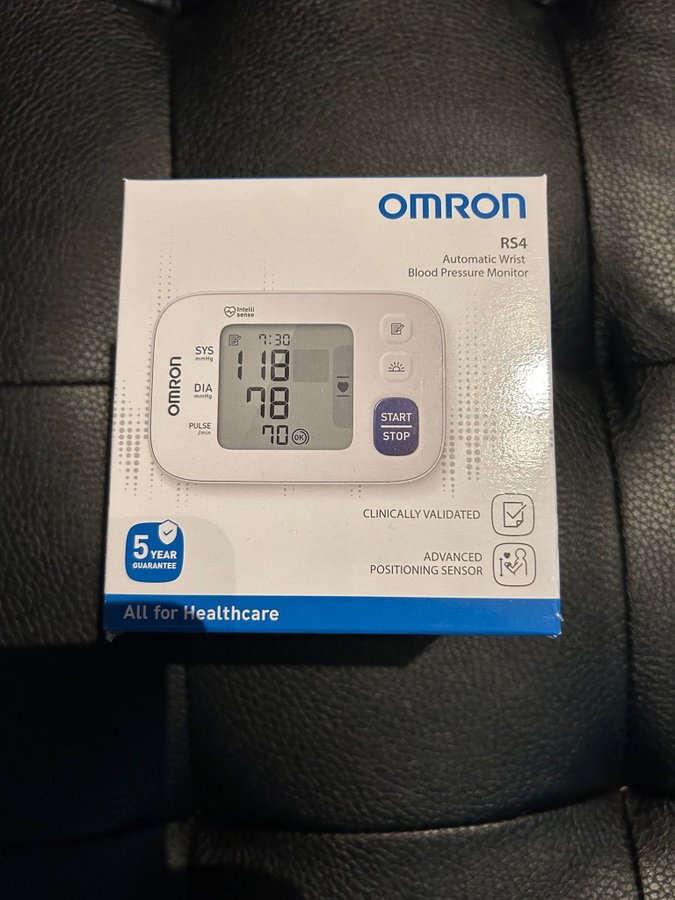 OMRON
RS4
Automatic Wrist
Blood Pressure Monitor
Intelli
sense
OMRON
7:30
SYS
mmHg
118
DIA
mmHg
78
PULSE
/min
70 OK
START
STOP
CLINICALLY VALIDATED
ADVANCED
POSITIONING SENSOR
5 YEAR
GUARANTEE
All for Healthcare